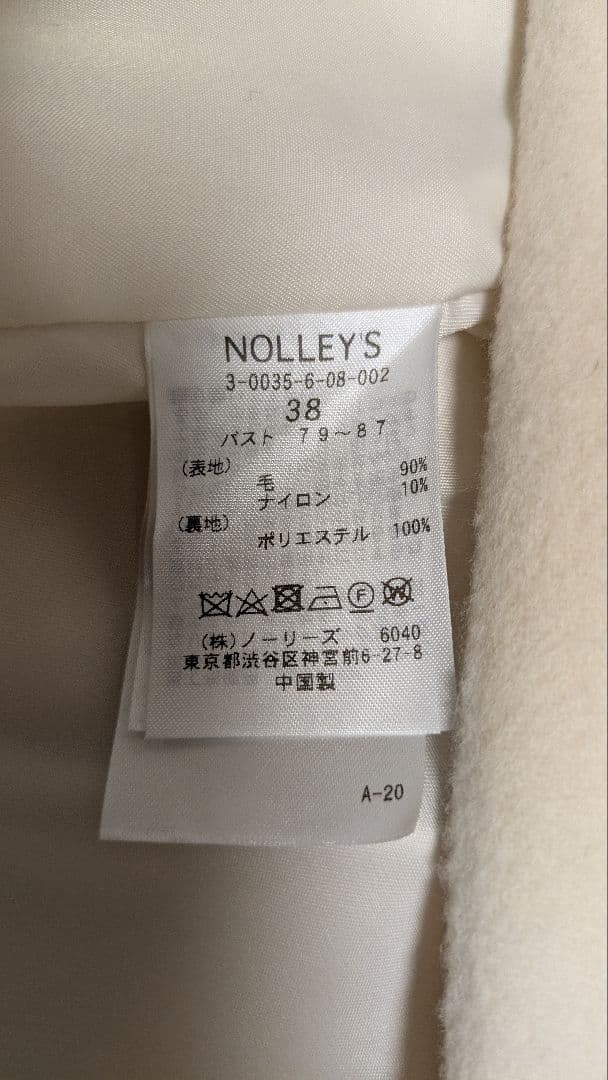 NOLLEY'S
3-0035-6-08-002
38
バスト 79~87
(表地)
毛 90%
ナイロン 10%
(裏地)
ポリエステル 100%
F W
(株)ノーリーズ 6040
東京都渋谷区神宮前6-27-8
中国製
A-20